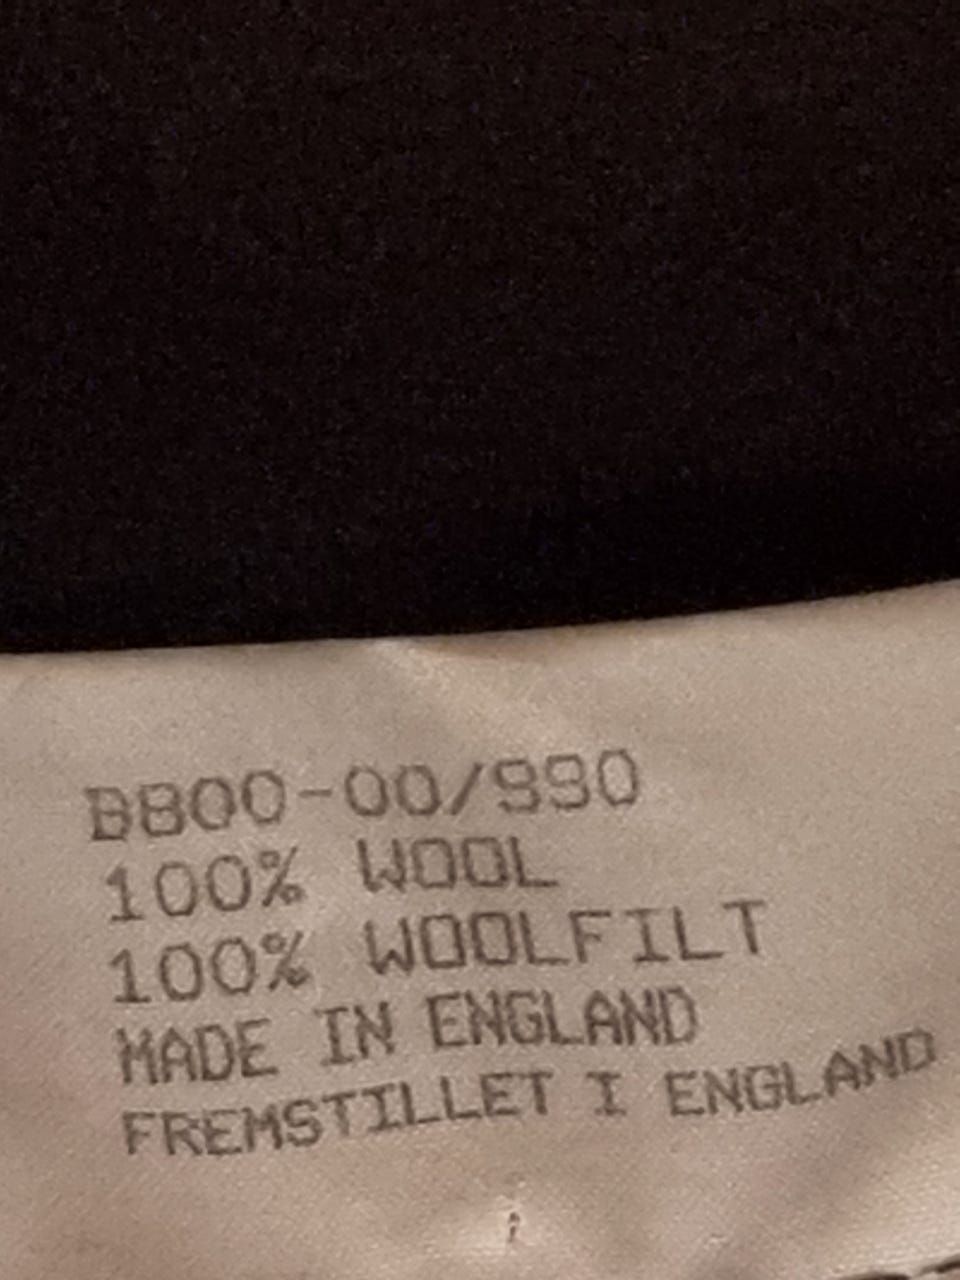 B800-00/990
100% WOOL
100% WOOLFILT
MADE IN ENGLAND
FREMSTILLET I ENGLAND